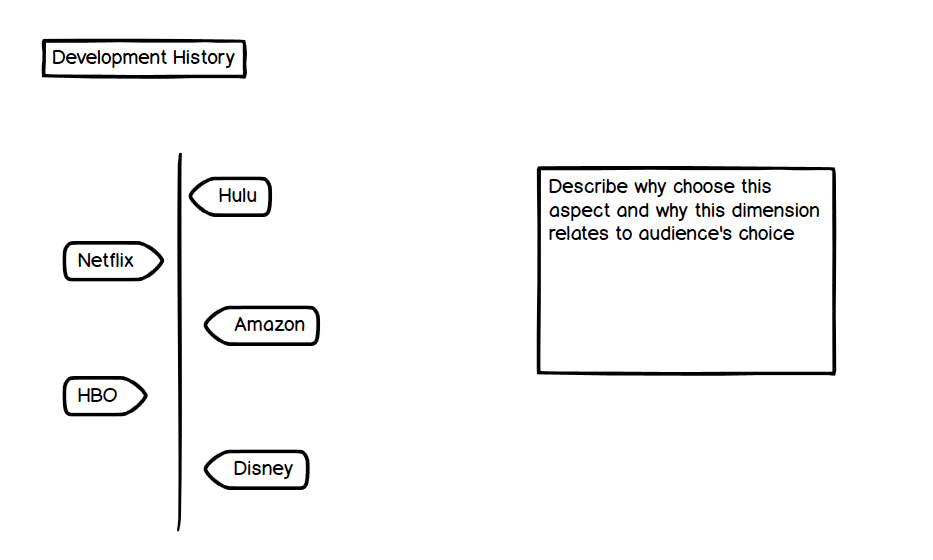 Development History
Hulu
Netflix
Amazon
HBO
Disney
Describe why choose this
aspect and why this dimension
relates to audience's choice